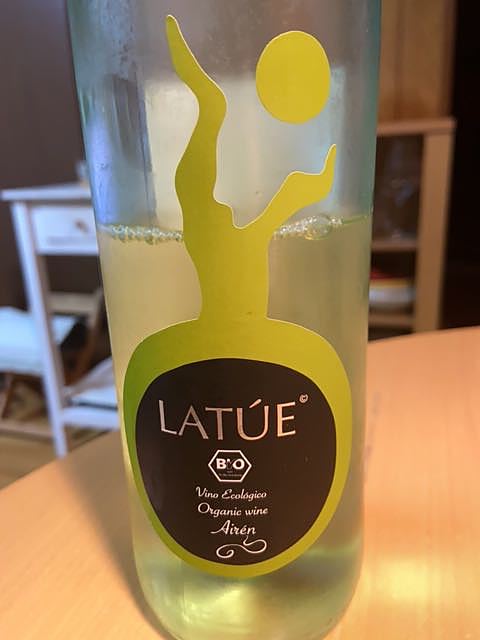 LATÚE©
BIO
Vino Ecológico
Organic wine
Airén